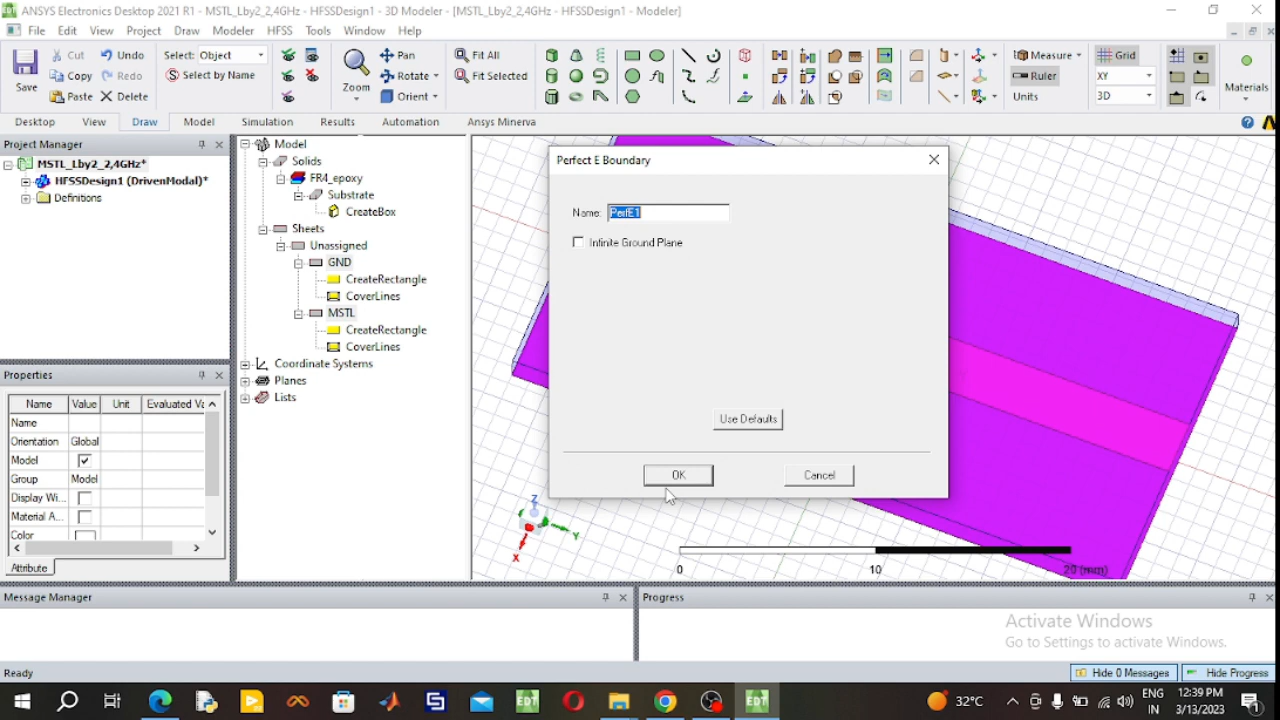 ANSYS Electronics Desktop 2021 R1 - MSTL_Lby2_2,4GHz - HFSSDesign1 - 3D Modeler - [MSTL_Lby2_2,4GHz - HFSSDesign1 - Modeler]
File Edit View Project Draw Modeler HFSS Tools Window Help
Save
Cut
Copy
Paste
Undo
Redo
Delete
Select: Object
Select by Name
Zoom
Pan
Rotate
Orient
Fit All
Fit Selected
Measure
Ruler
Units
Grid
XY
3D
Materials
Desktop View Draw Model Simulation Results Automation Ansys Minerva
Project Manager
MSTL_Lby2_2,4GHz*
HFSSDesign1 (DrivenModal)*
Definitions
Model
Solids
FR4_epoxy
Substrate
CreateBox
Sheets
Unassigned
GND
CreateRectangle
CoverLines
MSTL
CreateRectangle
CoverLines
Coordinate Systems
Planes
Lists
Perfect E Boundary
Name: PerfE1
Infinite Ground Plane
Use Defaults
OK Cancel
Properties
Name Value Unit Evaluated Va
Name
Orientation Global
Model
Group Model
Display Wi...
Material A...
Color
Attribute
Z
Y
X
0 10 20 (mm)
Message Manager
Progress
Activate Windows
Go to Settings to activate Windows.
Ready
Hide 0 Messages Hide Progress
32°C
ENG
IN
12:39 PM
3/13/2023